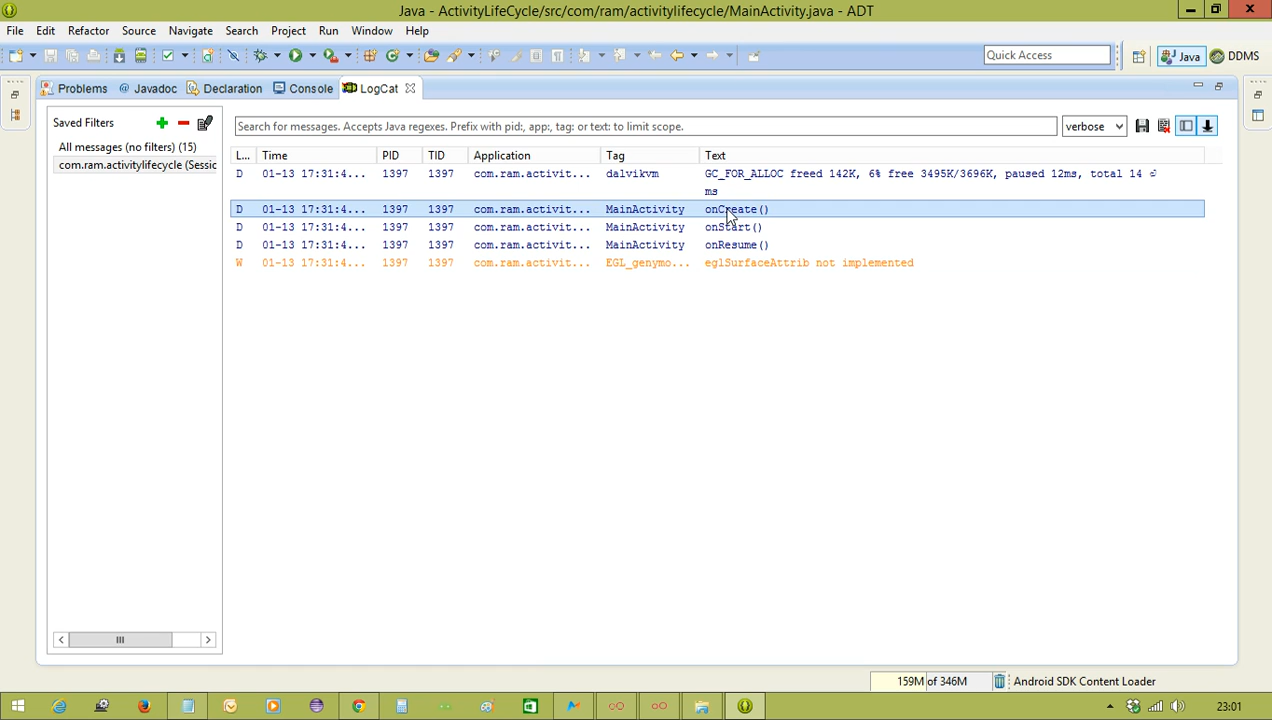 Java - ActivityLifeCycle/src/com/ram/activitylifecycle/MainActivity.java - ADT
File Edit Refactor Source Navigate Search Project Run Window Help
Quick Access Java DDMS
Problems @ Javadoc Declaration Console LogCat
Saved Filters
Search for messages. Accepts Java regexes. Prefix with pid:, app:, tag: or text: to limit scope. verbose
All messages (no filters) (15)
com.ram.activitylifecycle (Sessic
L... Time PID TID Application Tag Text
D 01-13 17:31:4... 1397 1397 com.ram.activit... dalvikvm GC_FOR_ALLOC freed 142K, 6% free 3495K/3696K, paused 12ms, total 14
ms
D 01-13 17:31:4... 1397 1397 com.ram.activit... MainActivity onCreate()
D 01-13 17:31:4... 1397 1397 com.ram.activit... MainActivity onStart()
D 01-13 17:31:4... 1397 1397 com.ram.activit... MainActivity onResume()
W 01-13 17:31:4... 1397 1397 com.ram.activit... EGL_genymo... eglSurfaceAttrib not implemented
159M of 346M Android SDK Content Loader
23:01